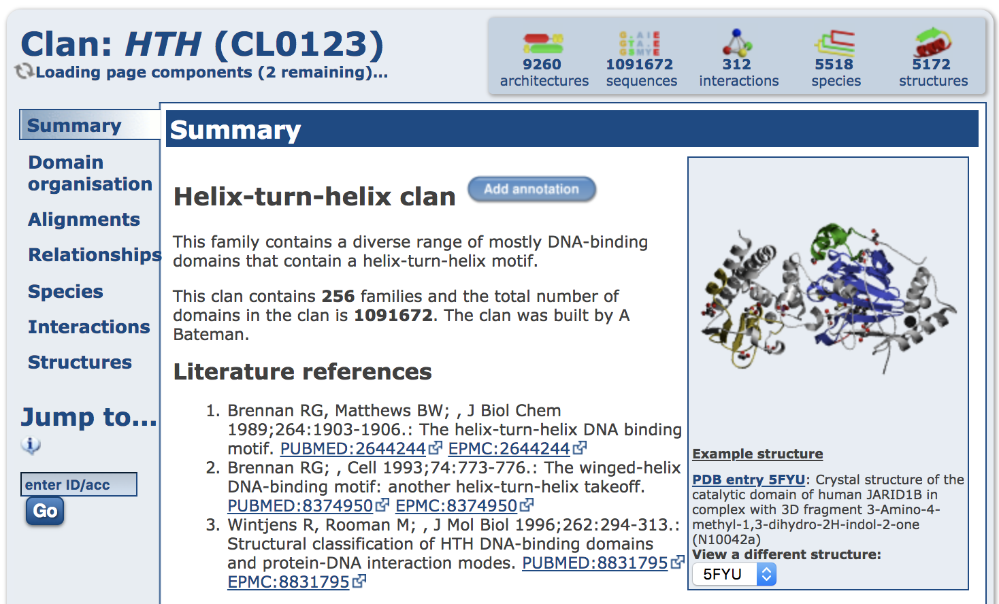 Clan: HTH (CL0123)
Loading page components (2 remaining)...
9260 architectures
1091672 sequences
312 interactions
5518 species
5172 structures
Summary
Domain
organisation
Alignments
Relationships
Species
Interactions
Structures
Jump to...
enter ID/acc
Go
Summary
Helix-turn-helix clan
Add annotation
This family contains a diverse range of mostly DNA-binding
domains that contain a helix-turn-helix motif.
This clan contains 256 families and the total number of
domains in the clan is 1091672. The clan was built by A
Bateman.
Literature references
1. Brennan RG, Matthews BW; , J Biol Chem
1989;264:1903-1906.: The helix-turn-helix DNA binding
motif. PUBMED:2644244 EPMC:2644244
2. Brennan RG; , Cell 1993;74:773-776.: The winged-helix
DNA-binding motif: another helix-turn-helix takeoff.
PUBMED:8374950 EPMC:8374950
3. Wintjens R, Rooman M; , J Mol Biol 1996;262:294-313.:
Structural classification of HTH DNA-binding domains
and protein-DNA interaction modes. PUBMED:8831795
EPMC:8831795
Example structure
PDB entry 5FYU: Crystal structure of the
catalytic domain of human JARID1B in
complex with 3D fragment 3-Amino-4-
methyl-1,3-dihydro-2H-indol-2-one
(N10042a)
View a different structure:
5FYU